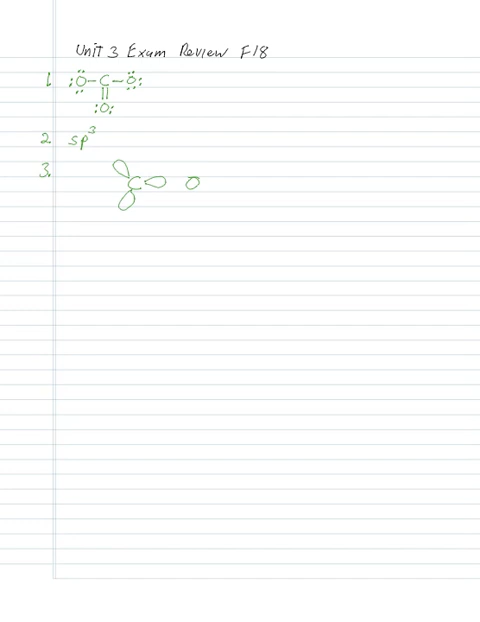 Unit 3 Exam Review F18
1. :Ö-C-Ö:
||
:O:
2. sp³
3.
C O